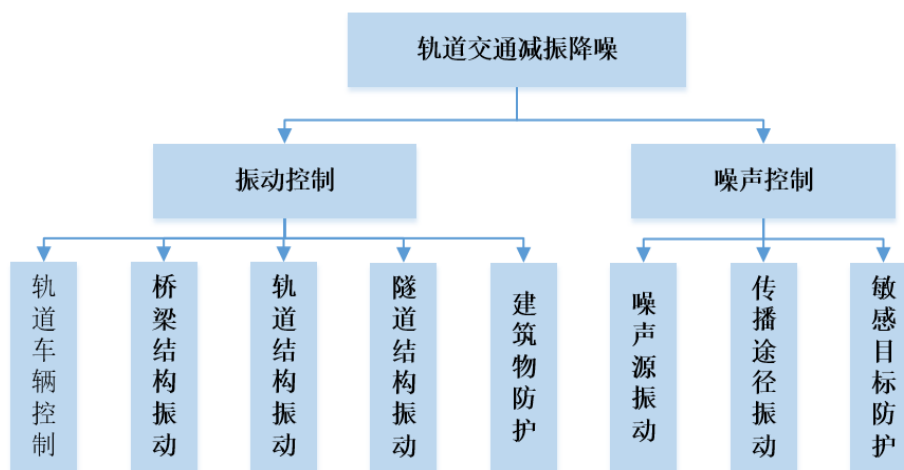 轨道交通减振降噪
振动控制
噪声控制
轨道车辆控制
桥梁结构振动
轨道结构振动
隧道结构振动
建筑物防护
噪声源振动
传播途径振动
敏感目标防护